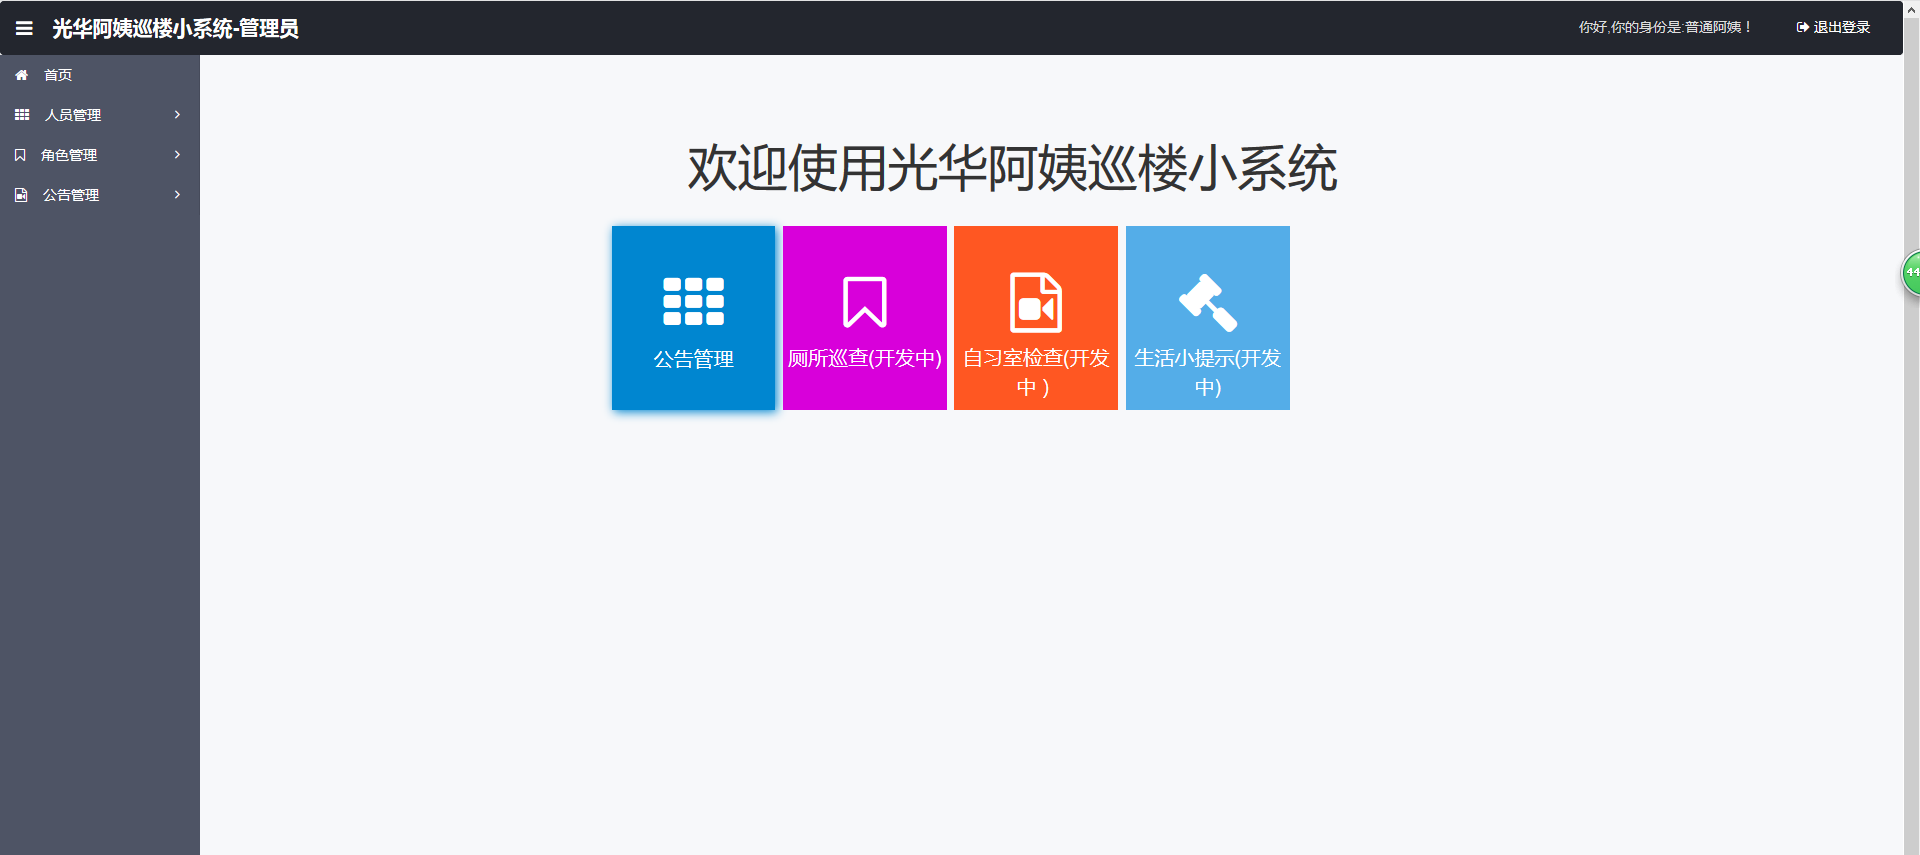 光华阿姨巡楼小系统-管理员
你好,你的身份是:普通阿姨！
退出登录
首页
人员管理
角色管理
公告管理
欢迎使用光华阿姨巡楼小系统
公告管理
厕所巡查(开发中)
自习室检查(开发
中 )
生活小提示(开发
中)
44